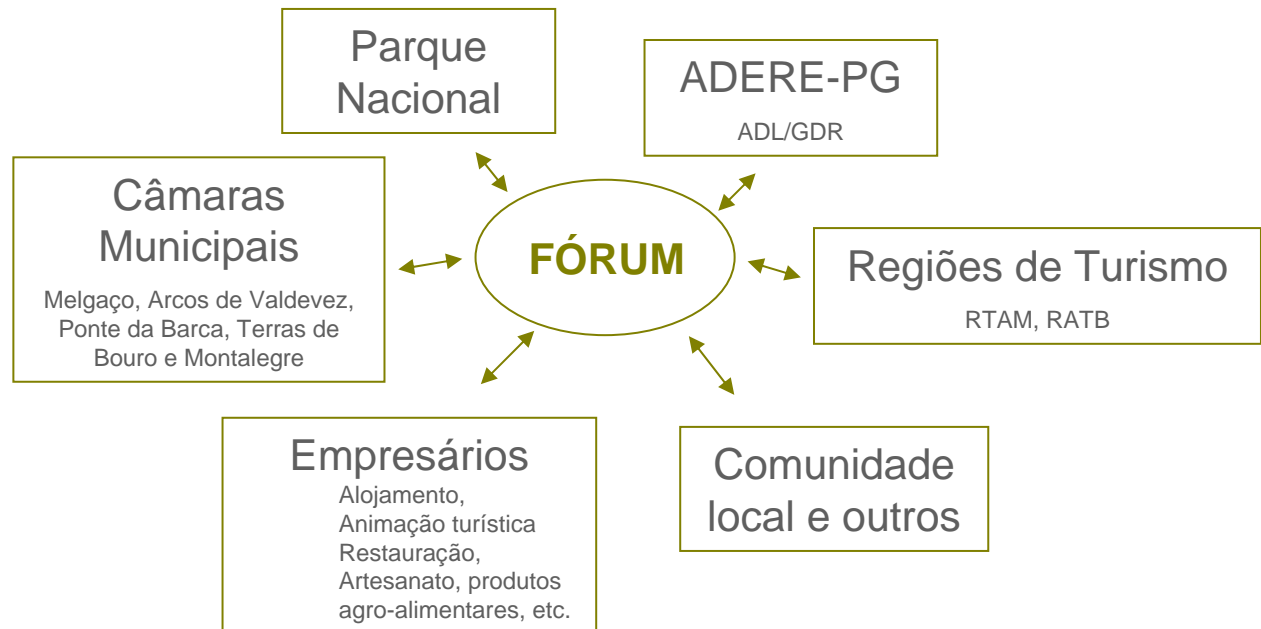 Parque
Nacional
ADERE-PG
ADL/GDR
Câmaras
Municipais
Melgaço, Arcos de Valdevez,
Ponte da Barca, Terras de
Bouro e Montalegre
FÓRUM
Regiões de Turismo
RTAM, RATB
Empresários
Alojamento,
Animação turística
Restauração,
Artesanato, produtos
agro-alimentares, etc.
Comunidade
local e outros